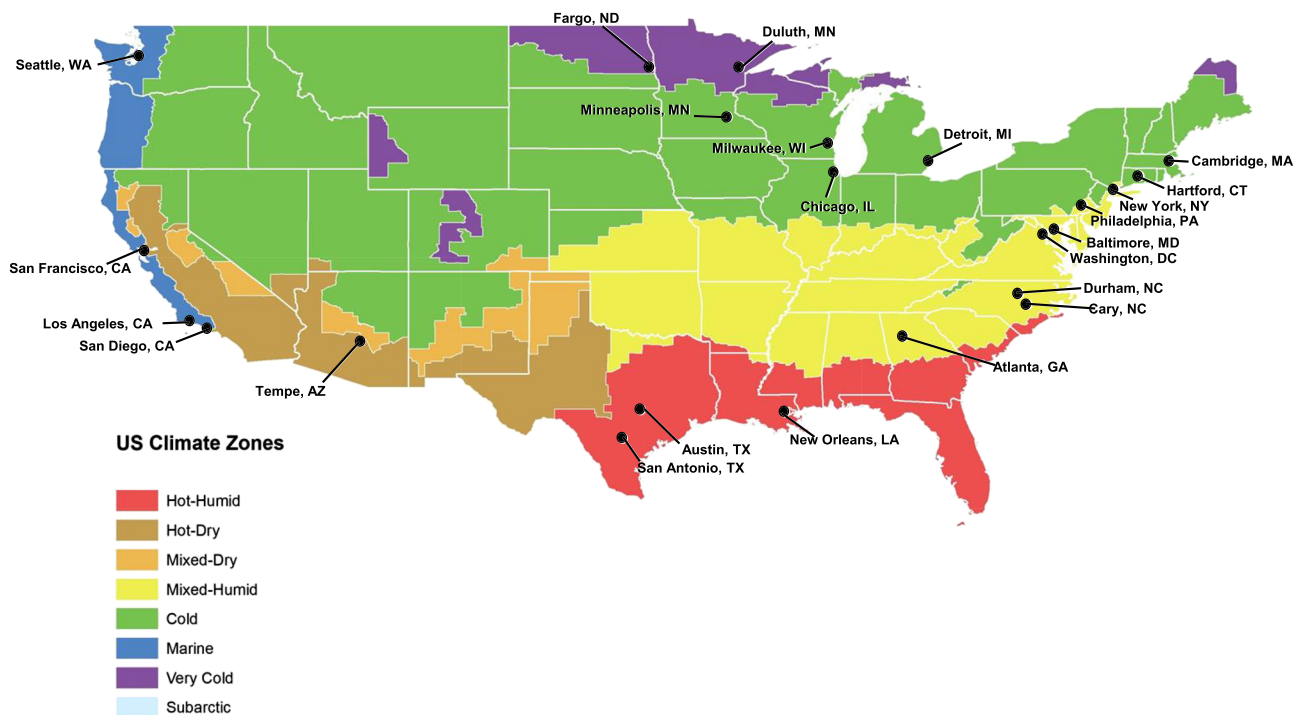 Fargo, ND
Duluth, MN
Seattle, WA
Minneapolis, MN
Detroit, MI
Milwaukee, WI
Cambridge, MA
Hartford, CT
Chicago, IL
New York, NY
Philadelphia, PA
Baltimore, MD
San Francisco, CA
Washington, DC
Durham, NC
Cary, NC
Los Angeles, CA
San Diego, CA
Atlanta, GA
Tempe, AZ
New Orleans, LA
Austin, TX
San Antonio, TX
US Climate Zones
Hot-Humid
Hot-Dry
Mixed-Dry
Mixed-Humid
Cold
Marine
Very Cold
Subarctic